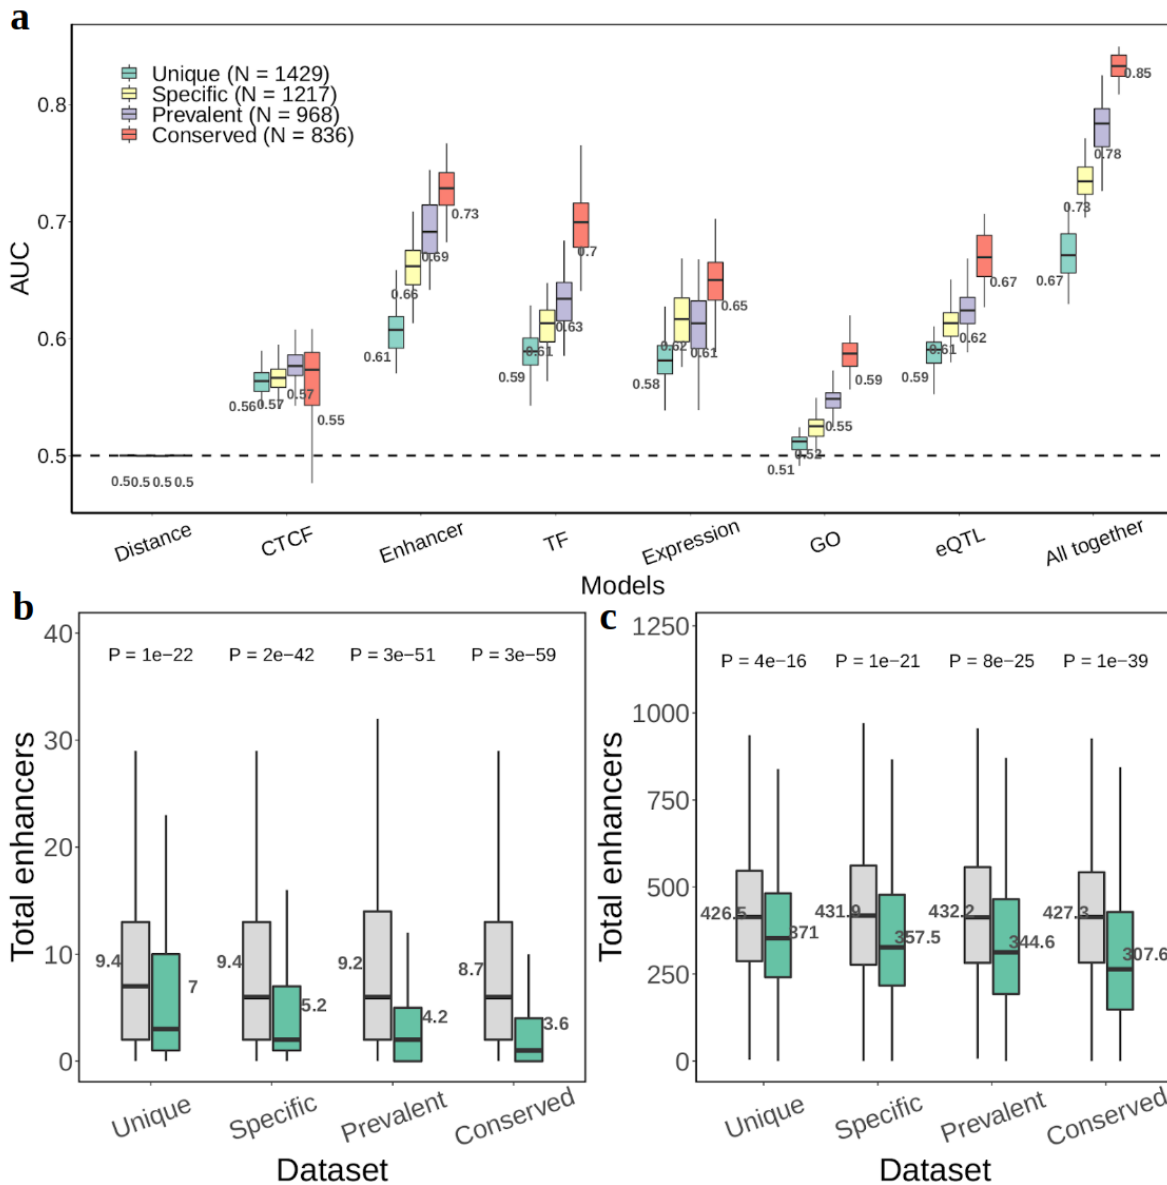 a
Unique (N = 1429)
Specific (N = 1217)
Prevalent (N = 968)
Conserved (N = 836)
AUC
0.8
0.7
0.6
0.5
0.5 0.5 0.5 0.5
0.56 0.57 0.57 0.55
0.61 0.66 0.69 0.73
0.59 0.61 0.63 0.7
0.58 0.62 0.61 0.65
0.51 0.52 0.55 0.59
0.59 0.61 0.62 0.67
0.67 0.73 0.78 0.85
Distance CTCF Enhancer TF Expression GO eQTL All together
Models
b
Total enhancers
40
30
20
10
0
P = 1e−22 P = 2e−42 P = 3e−51 P = 3e−59
9.4 7 9.4 5.2 9.2 4.2 8.7 3.6
Unique Specific Prevalent Conserved
Dataset
c
Total enhancers
1250
1000
750
500
250
0
P = 4e−16 P = 1e−21 P = 8e−25 P = 1e−39
426.5 371 431.9 357.5 432.2 344.6 427.3 307.6
Unique Specific Prevalent Conserved
Dataset